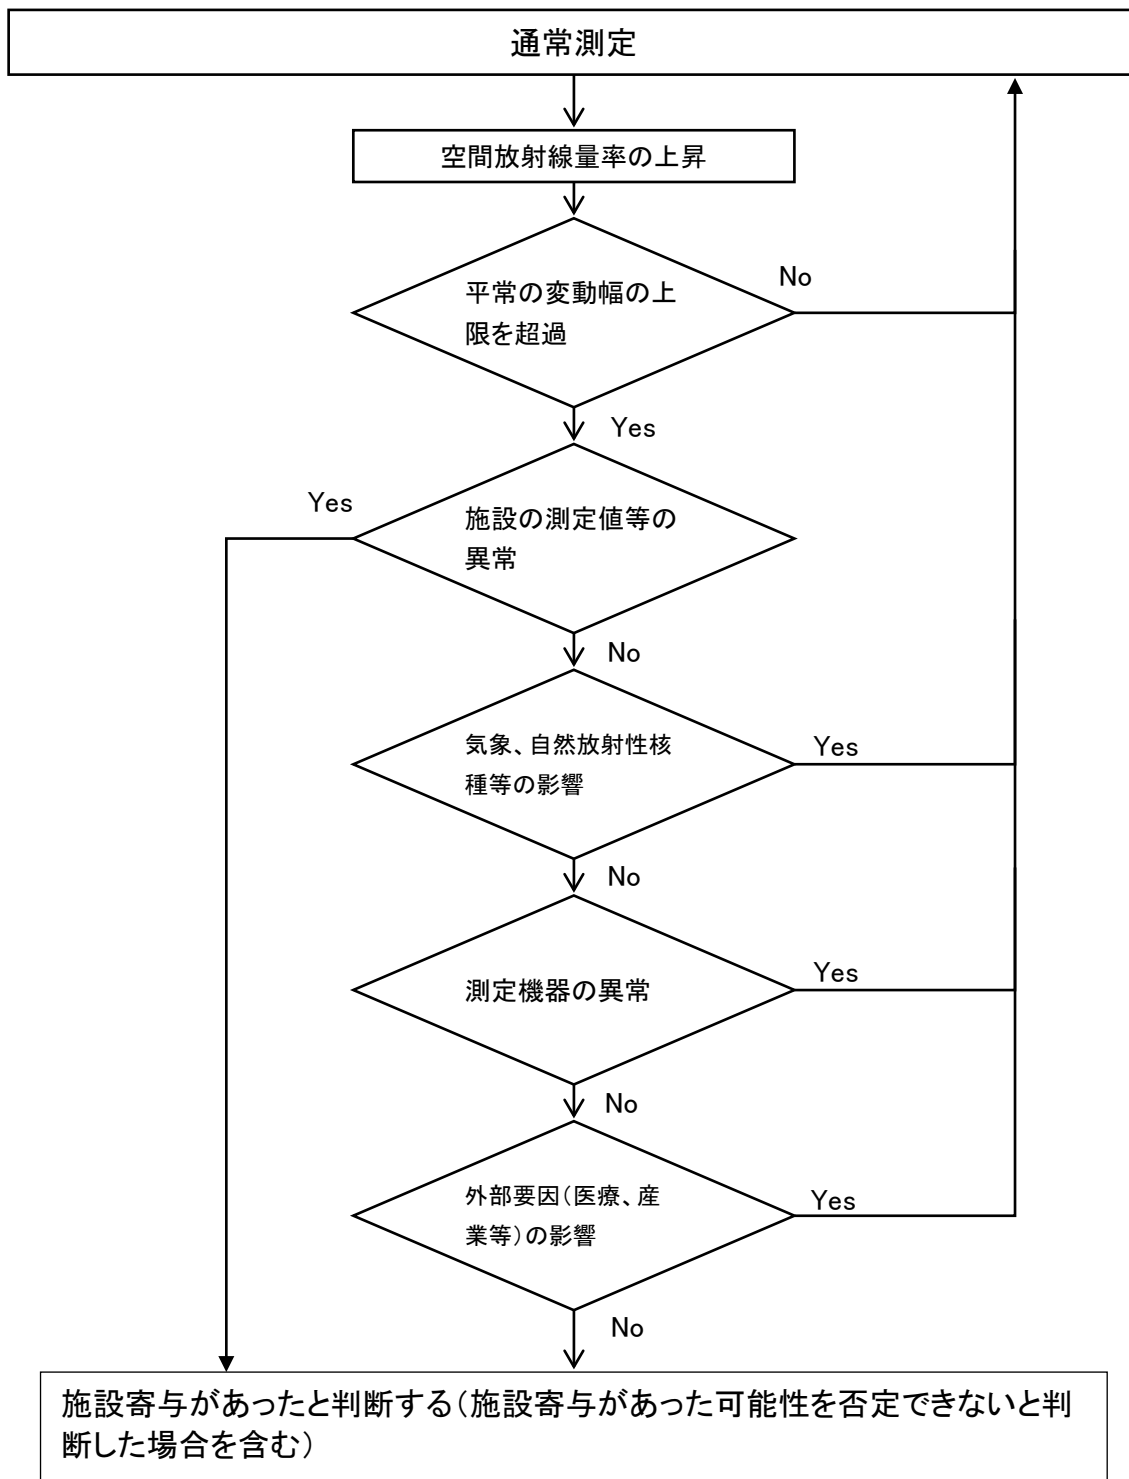 通常測定
空間放射線量率の上昇
平常の変動幅の上
限を超過
No
Yes
施設の測定値等の
異常
Yes
No
気象、自然放射性核
種等の影響
Yes
No
測定機器の異常
Yes
No
外部要因（医療、産
業等）の影響
Yes
No
施設寄与があったと判断する（施設寄与があった可能性を否定できないと判
断した場合を含む）